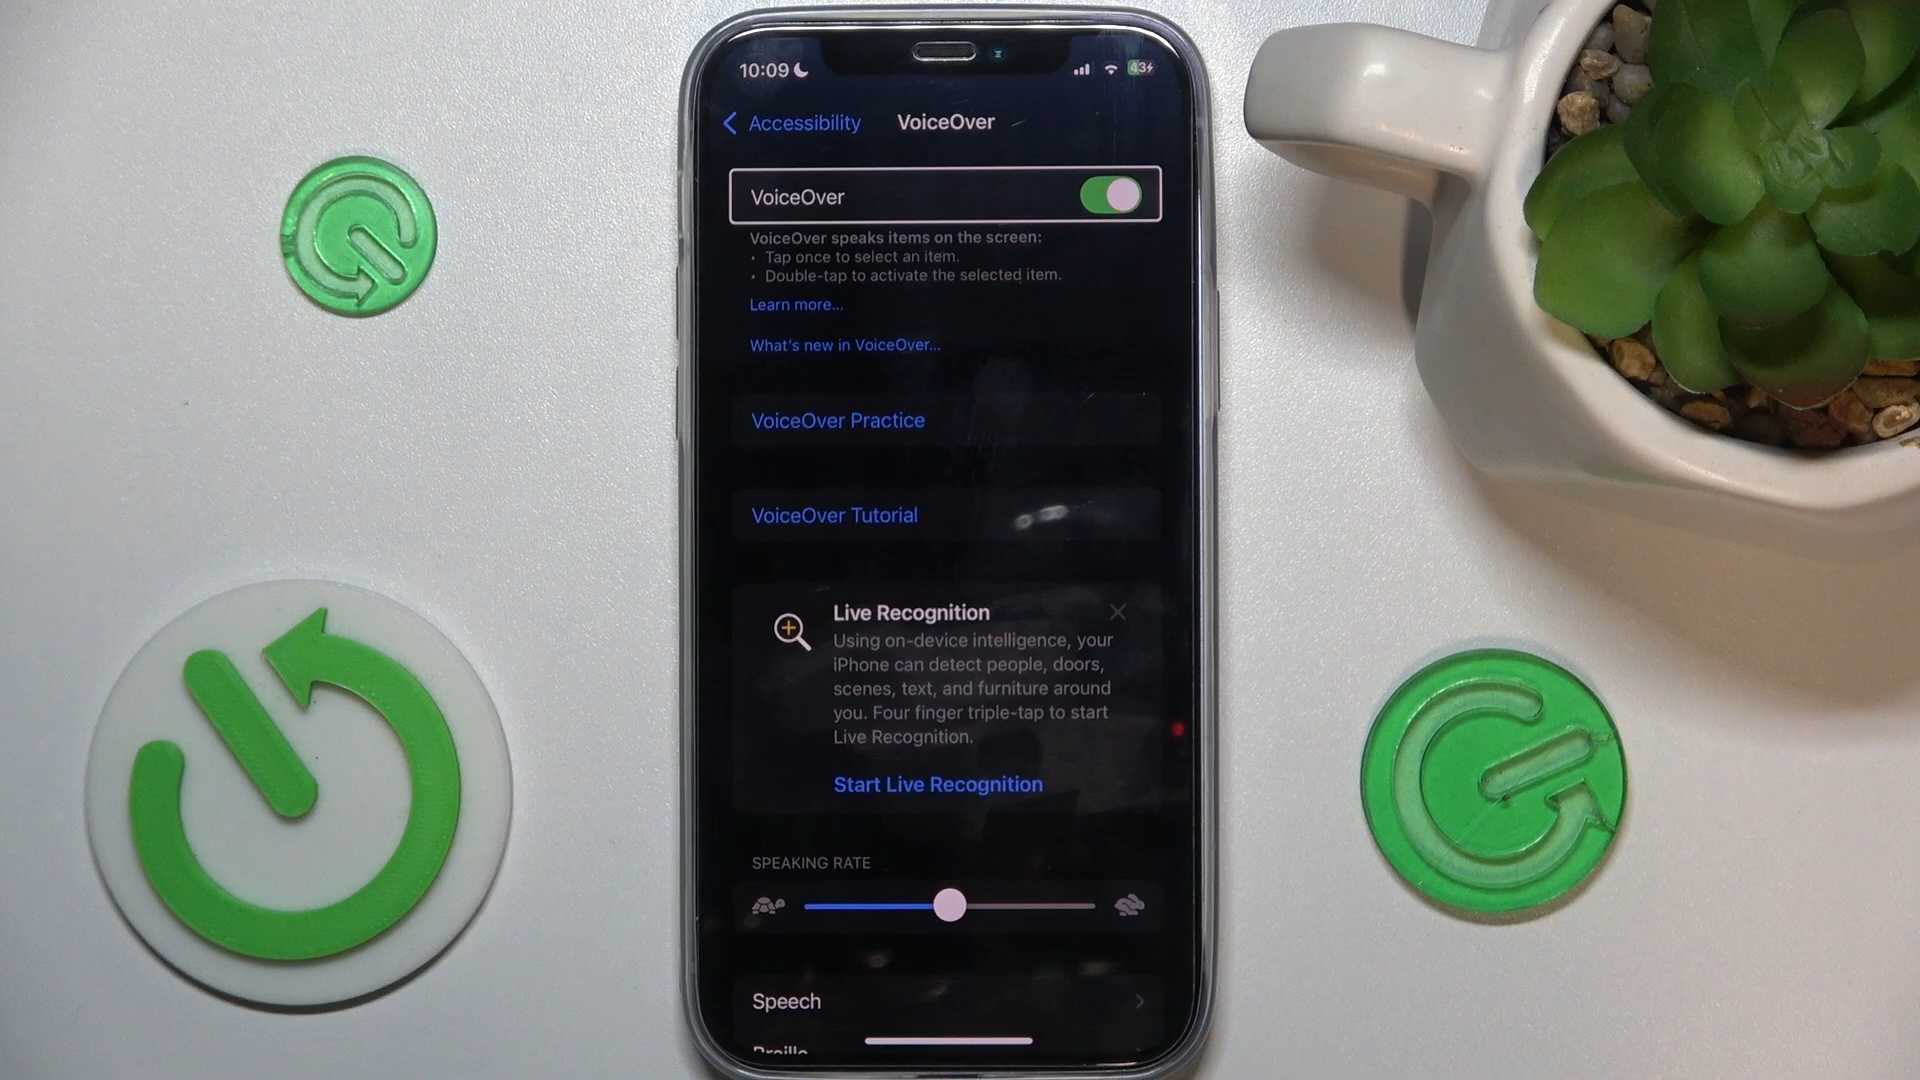 10:09
43
Accessibility
VoiceOver
VoiceOver
VoiceOver speaks items on the screen:
• Tap once to select an item.
• Double-tap to activate the selected item.
Learn more...
What's new in VoiceOver...
VoiceOver Practice
VoiceOver Tutorial
Live Recognition
Using on-device intelligence, your
iPhone can detect people, doors,
scenes, text, and furniture around
you. Four finger triple-tap to start
Live Recognition.
Start Live Recognition
SPEAKING RATE
Speech
Braille